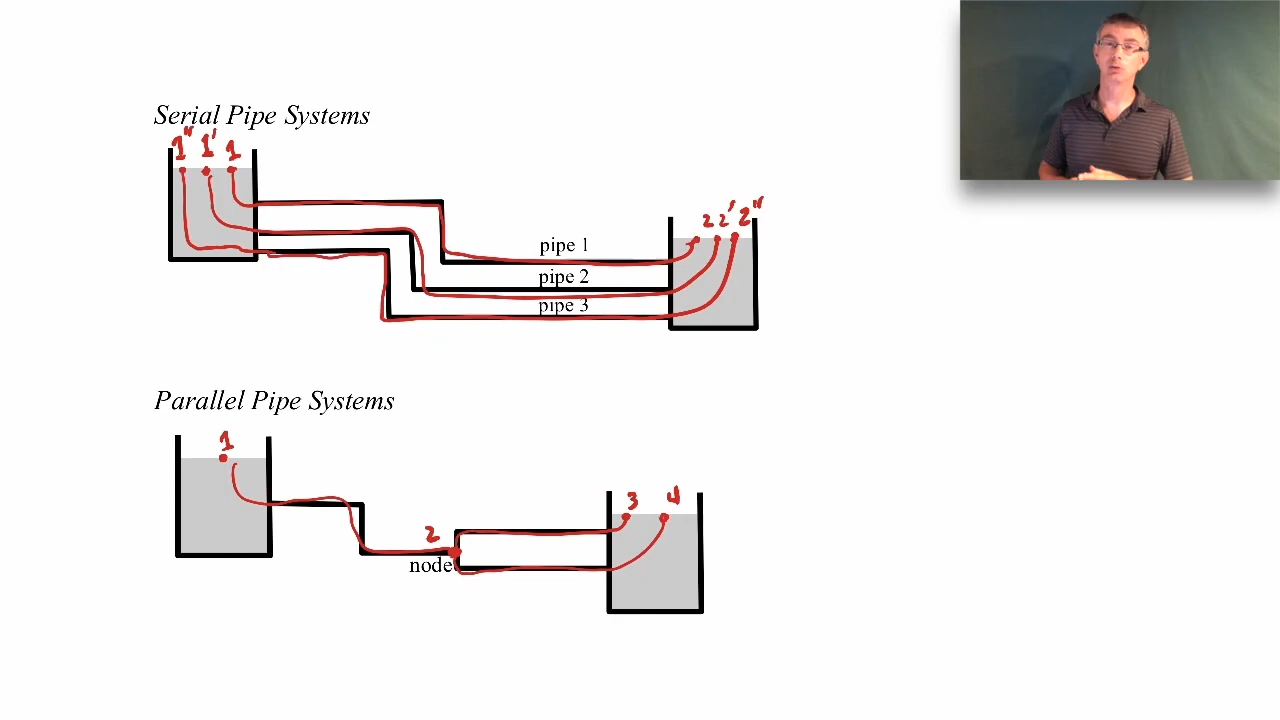 Serial Pipe Systems
1" 1' 1
2 2' 2"
pipe 1
pipe 2
pipe 3
Parallel Pipe Systems
1
3 4
2
node